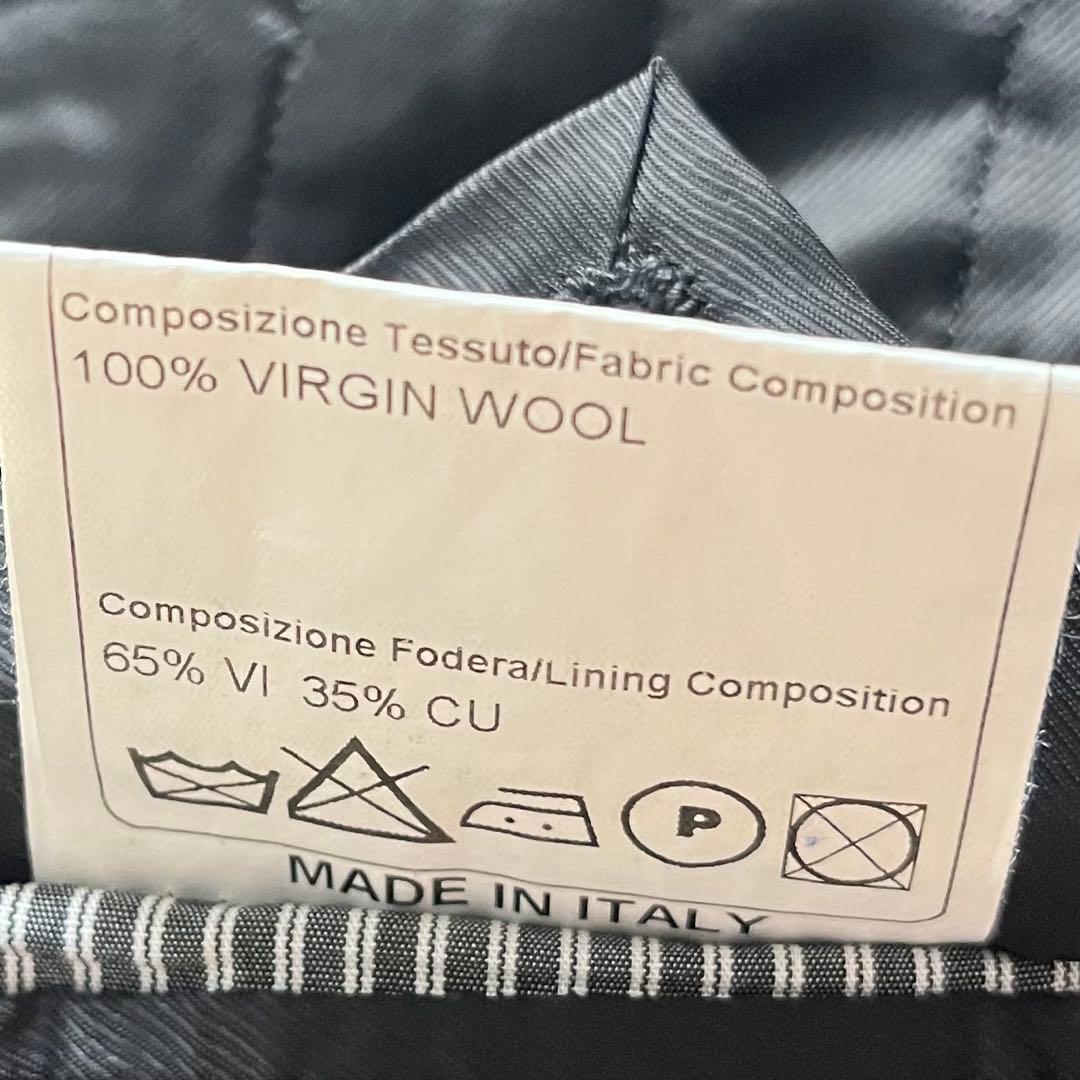 Composizione Tessuto/Fabric Composition
100% VIRGIN WOOL
Composizione Fodera/Lining Composition
65% VI 35% CU
P
MADE IN ITALY